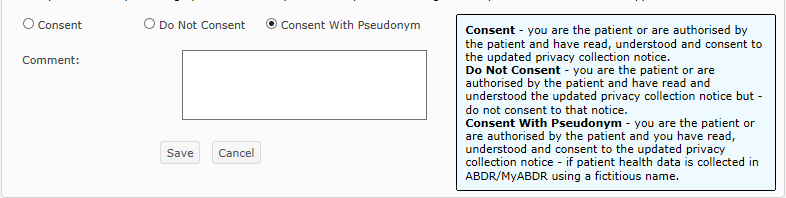 Consent
Do Not Consent
Consent With Pseudonym
Comment:
Save
Cancel
Consent - you are the patient or are authorised by
the patient and have read, understood and consent to
the updated privacy collection notice.
Do Not Consent - you are the patient or are
authorised by the patient and have read and
understood the updated privacy collection notice but -
do not consent to that notice.
Consent With Pseudonym - you are the patient or
are authorised by the patient and you have read,
understood and consent to the updated privacy
collection notice - if patient health data is collected in
ABDR/MyABDR using a fictitious name.